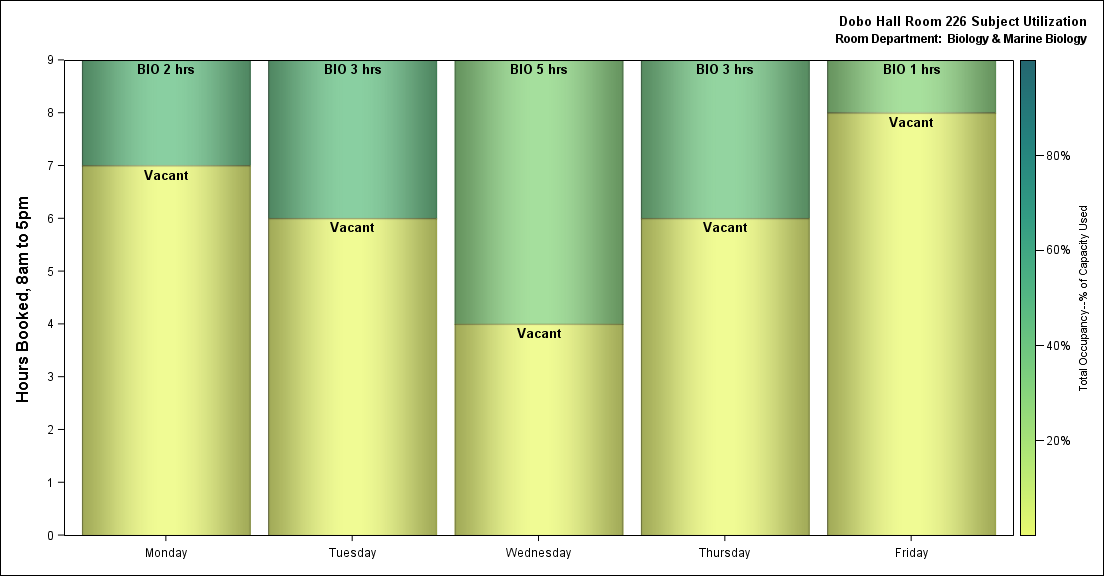 Dobo Hall Room 226 Subject Utilization
Room Department: Biology & Marine Biology
Hours Booked, 8am to 5pm
9
8
7
6
5
4
3
2
1
0
BIO 2 hrs
Vacant
BIO 3 hrs
Vacant
BIO 5 hrs
Vacant
BIO 3 hrs
Vacant
BIO 1 hrs
Vacant
Monday
Tuesday
Wednesday
Thursday
Friday
80%
60%
40%
20%
Total Occupancy--% of Capacity Used